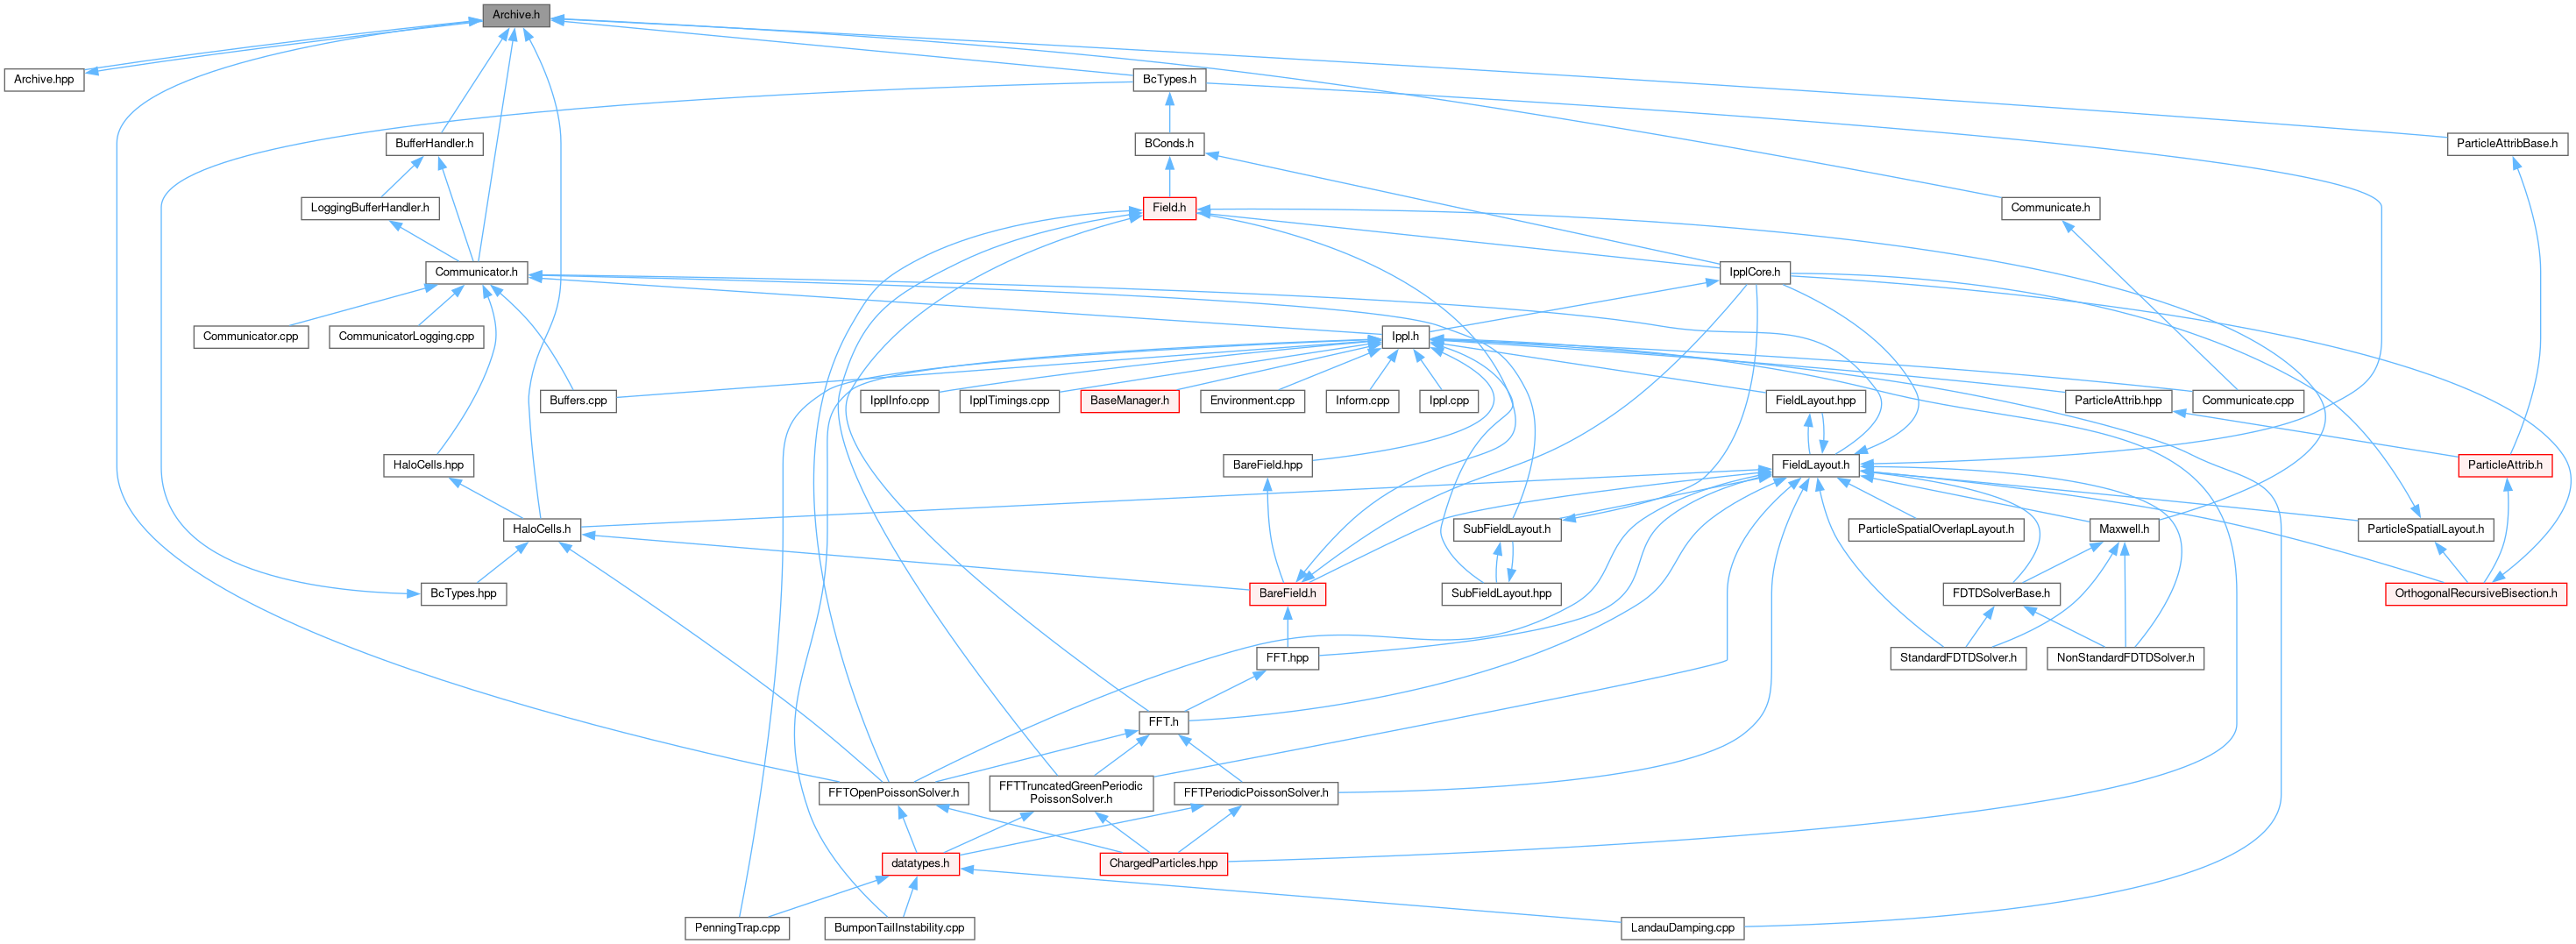 Archive.h
Archive.hpp
BcTypes.h
BufferHandler.h
BConds.h
ParticleAttribBase.h
LoggingBufferHandler.h
Field.h
Communicate.h
Communicator.h
IpplCore.h
Communicator.cpp
CommunicatorLogging.cpp
Ippl.h
Buffers.cpp
IpplInfo.cpp
IpplTimings.cpp
BaseManager.h
Environment.cpp
Inform.cpp
Ippl.cpp
FieldLayout.hpp
ParticleAttrib.hpp
Communicate.cpp
HaloCells.hpp
BareField.hpp
FieldLayout.h
ParticleAttrib.h
HaloCells.h
SubFieldLayout.h
ParticleSpatialOverlapLayout.h
Maxwell.h
ParticleSpatialLayout.h
BcTypes.hpp
BareField.h
SubFieldLayout.hpp
FDTDSolverBase.h
OrthogonalRecursiveBisection.h
FFT.hpp
StandardFDTDSolver.h
NonStandardFDTDSolver.h
FFT.h
FFTOpenPoissonSolver.h
FFTTruncatedGreenPeriodic
PoissonSolver.h
FFTPeriodicPoissonSolver.h
datatypes.h
ChargedParticles.hpp
PenningTrap.cpp
BumponTailInstability.cpp
LandauDamping.cpp